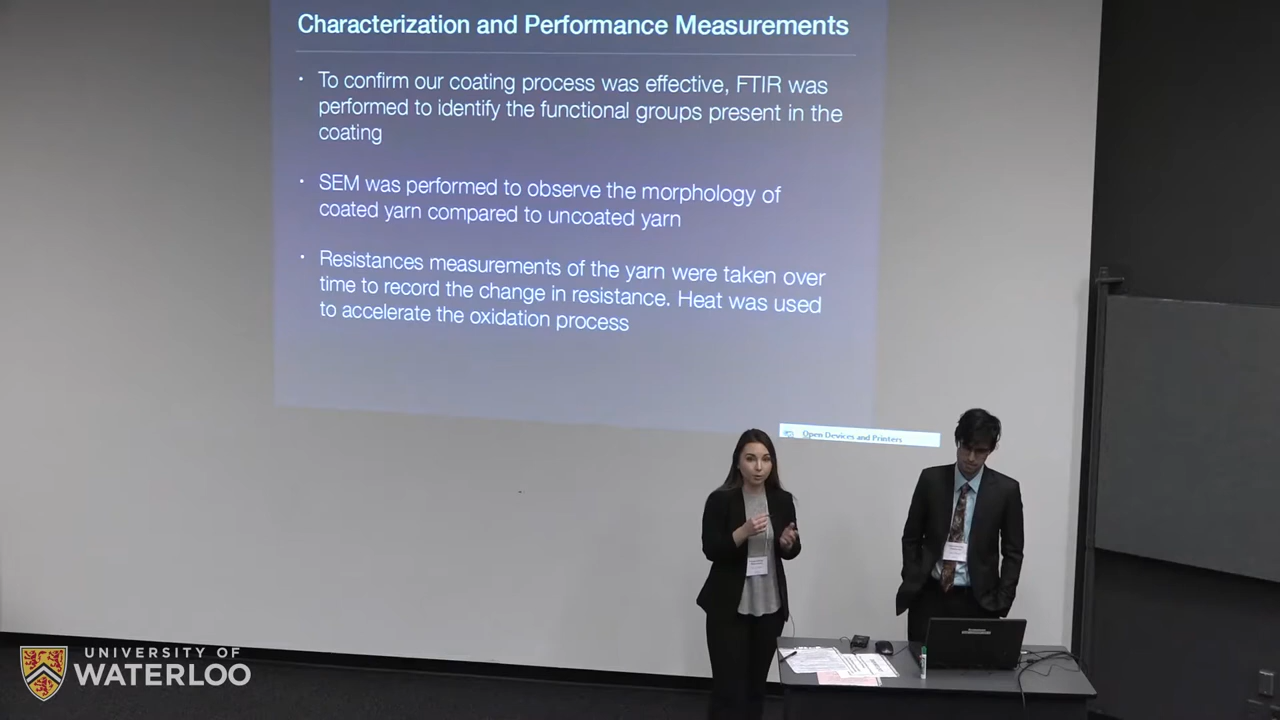 Characterization and Performance Measurements
• To confirm our coating process was effective, FTIR was
performed to identify the functional groups present in the
coating
• SEM was performed to observe the morphology of
coated yarn compared to uncoated yarn
• Resistances measurements of the yarn were taken over
time to record the change in resistance. Heat was used
to accelerate the oxidation process
Open Devices and Printers
UNIVERSITY OF
WATERLOO